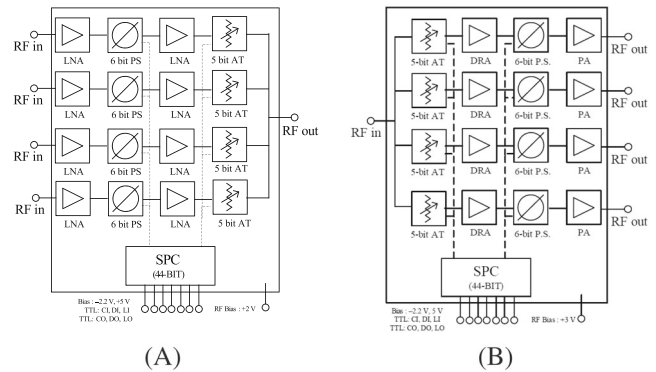 RF in
LNA 6 bit PS LNA 5 bit AT
RF in
LNA 6 bit PS LNA 5 bit AT
RF out
RF in
LNA 6 bit PS LNA 5 bit AT
RF in
LNA 6 bit PS LNA 5 bit AT
SPC
(44-BIT)
Bias : –2.2 V, +5 V
TTL: CI, DI, LI
TTL: CO, DO, LO
RF Bias : +2 V
(A)
RF out
5-bit AT DRA 6-bit P.S. PA
RF out
5-bit AT DRA 6-bit P.S. PA
RF in
RF out
5-bit AT DRA 6-bit P.S. PA
RF out
5-bit AT DRA 6-bit P.S. PA
SPC
(44-BIT)
Bias : –2.2 V, 5 V
TTL: CI, DI, LI
TTL: CO, DO, LO
RF Bias : +3 V
(B)